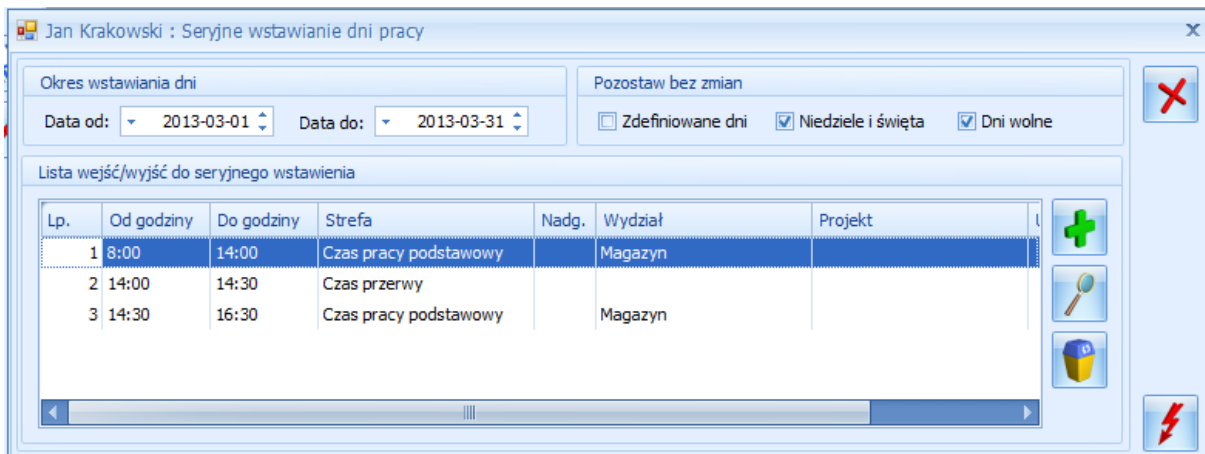 Jan Krakowski : Seryjne wstawianie dni pracy
Okres wstawiania dni
Pozostaw bez zmian
Data od: 2013-03-01 Data do: 2013-03-31
Zdefiniowane dni Niedziele i święta Dni wolne
Lista wejść/wyjść do seryjnego wstawienia
Lp. Od godziny Do godziny Strefa Nadg. Wydział Projekt
1 8:00 14:00 Czas pracy podstawowy Magazyn
2 14:00 14:30 Czas przerwy
3 14:30 16:30 Czas pracy podstawowy Magazyn